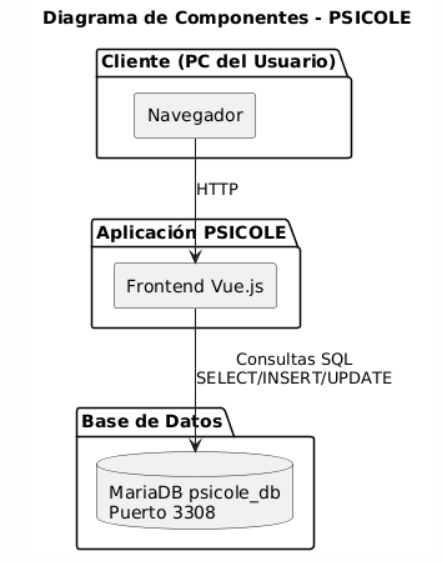 Diagrama de Componentes - PSICOLE
Cliente (PC del Usuario)
Navegador
HTTP
Aplicación PSICOLE
Frontend Vue.js
Consultas SQL
SELECT/INSERT/UPDATE
Base de Datos
MariaDB psicole_db
Puerto 3308